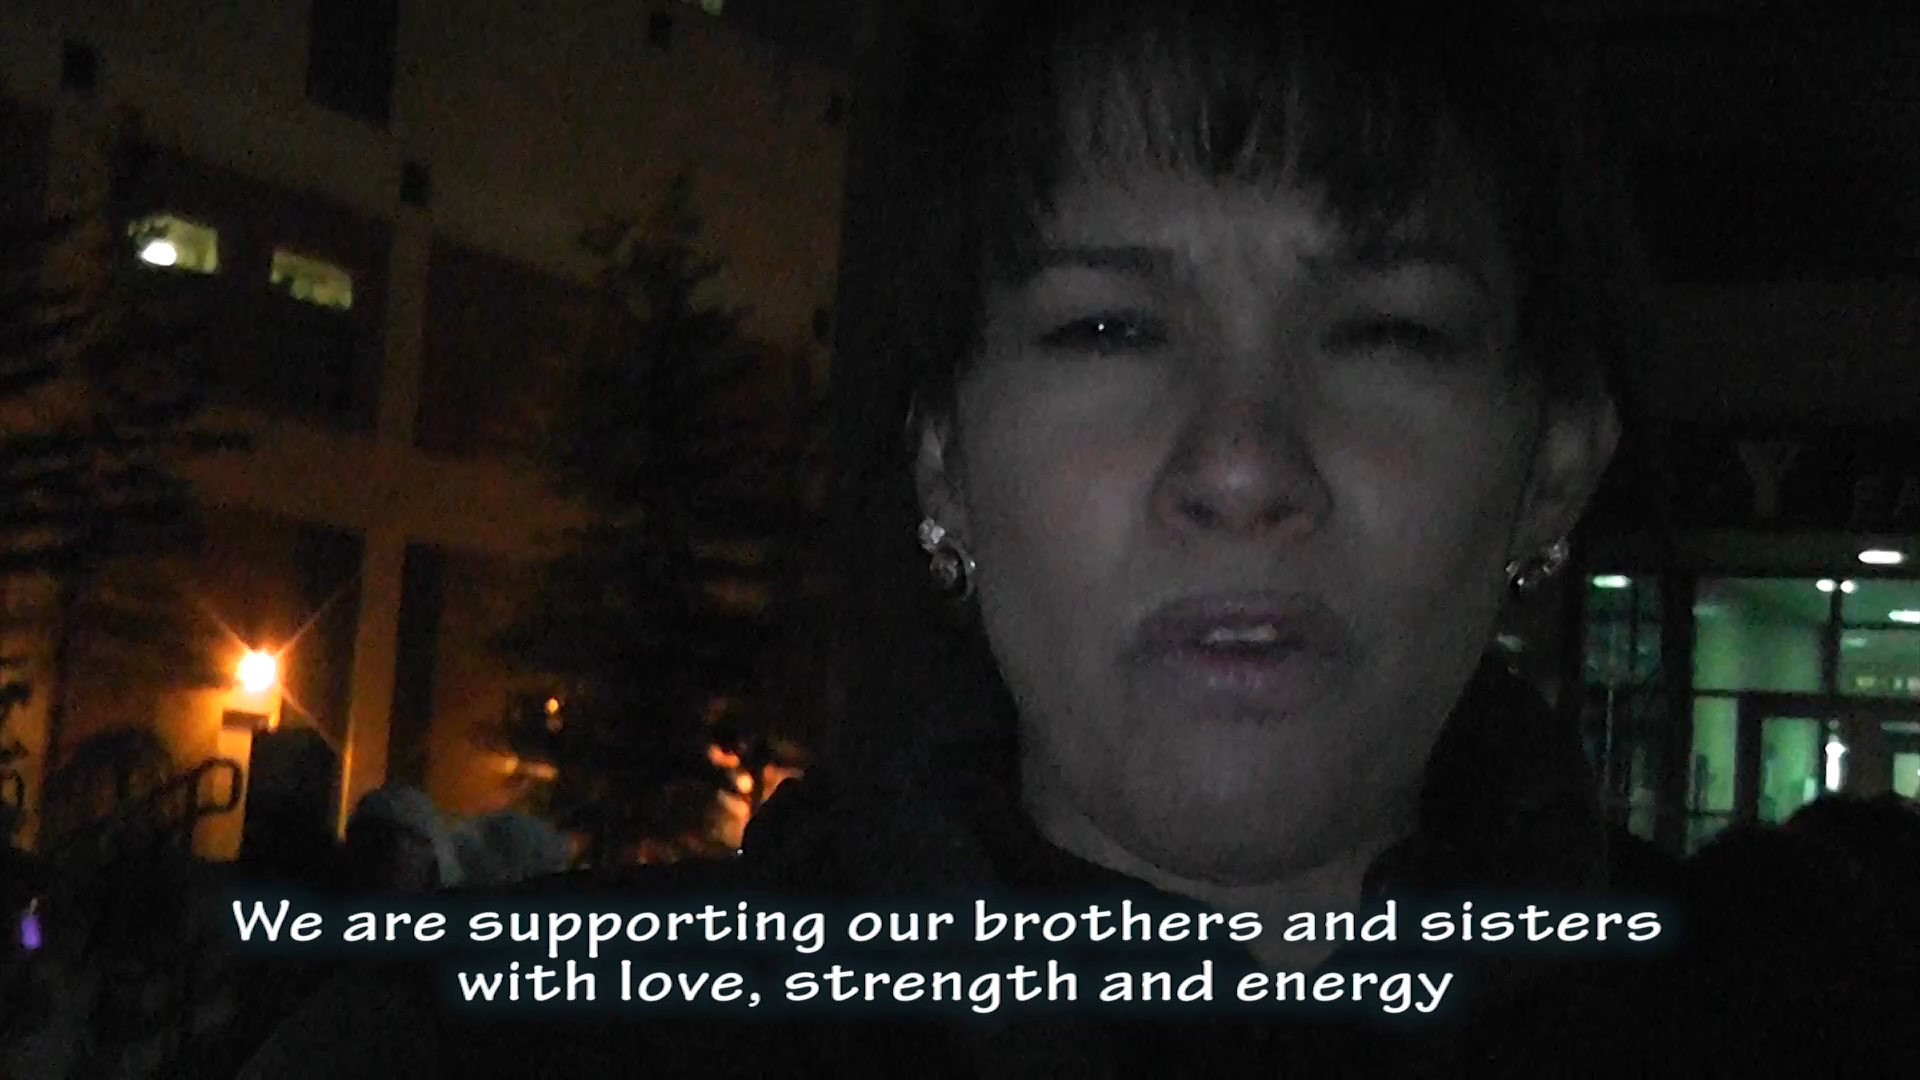 We are supporting our brothers and sisters
with love, strength and energy